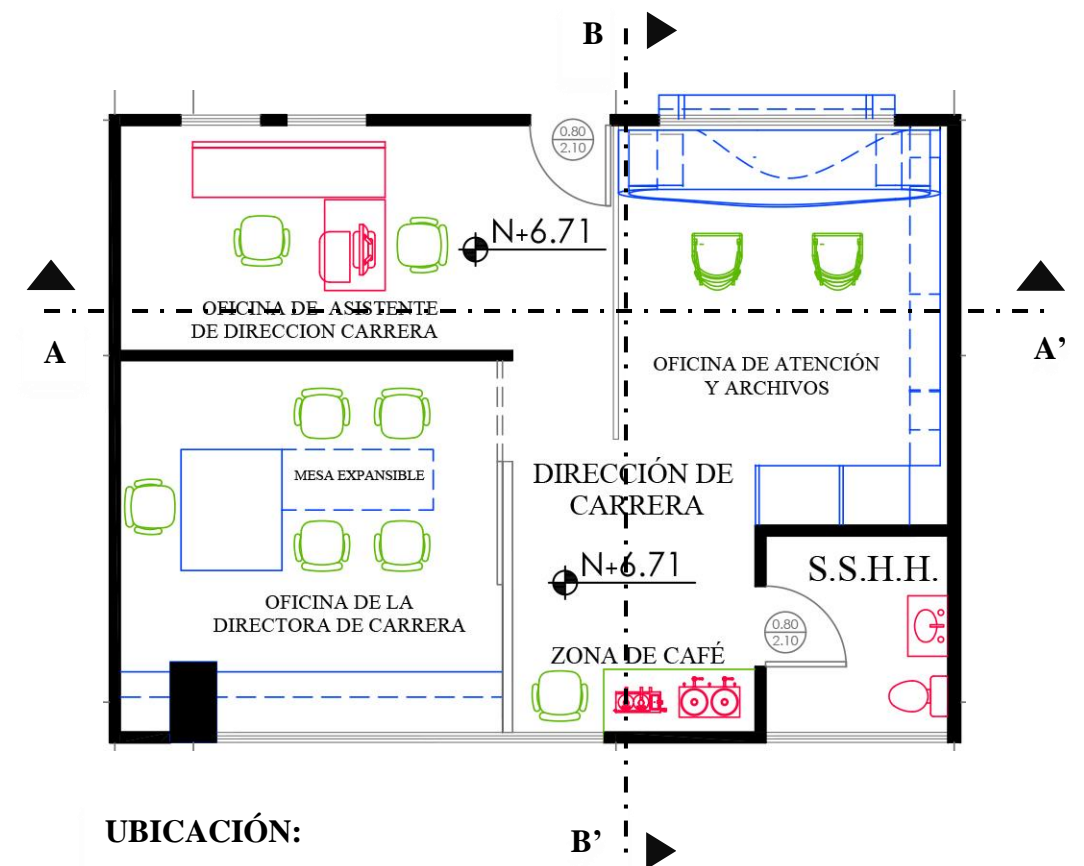 B
0.80
2.10
N+6.71
OFICINA DE ASISTENTE
DE DIRECCION CARRERA
A
A’
OFICINA DE ATENCIÓN
Y ARCHIVOS
MESA EXPANSIBLE
DIRECCIÓN DE
CARRERA
N+6.71
S.S.H.H.
OFICINA DE LA
DIRECTORA DE CARRERA
0.80
2.10
ZONA DE CAFÉ
UBICACIÓN:
B’